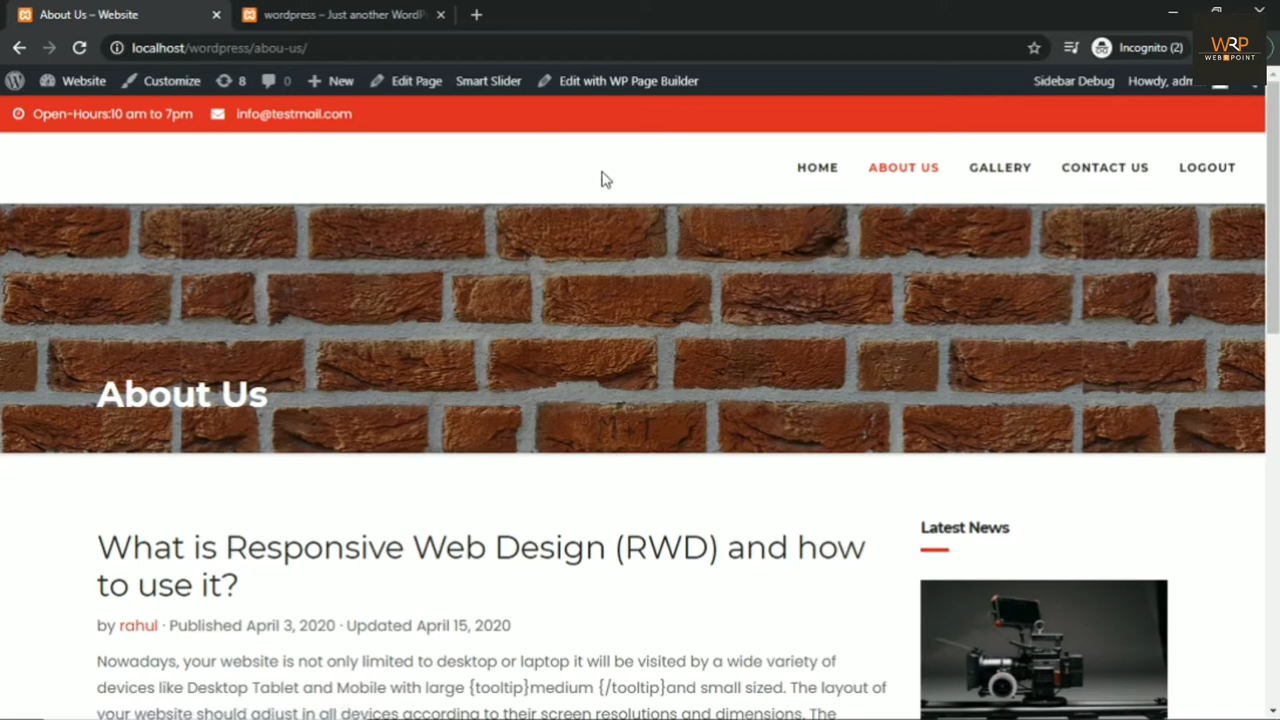 About Us – Website
wordpress – Just another WordP
localhost/wordpress/abou-us/
Incognito (2)
WRP
WEB POINT
Website Customize 8 0 New Edit Page Smart Slider Edit with WP Page Builder Sidebar Debug Howdy, adm
Open-Hours:10 am to 7pm info@testmail.com
HOME ABOUT US GALLERY CONTACT US LOGOUT
About Us
What is Responsive Web Design (RWD) and how
to use it?
by rahul · Published April 3, 2020 · Updated April 15, 2020
Nowadays, your website is not only limited to desktop or laptop it will be visited by a wide variety of
devices like Desktop Tablet and Mobile with large {tooltip}medium {/tooltip}and small sized. The layout of
your website should adjust in all devices according to their screen resolutions and dimensions. The
Latest News